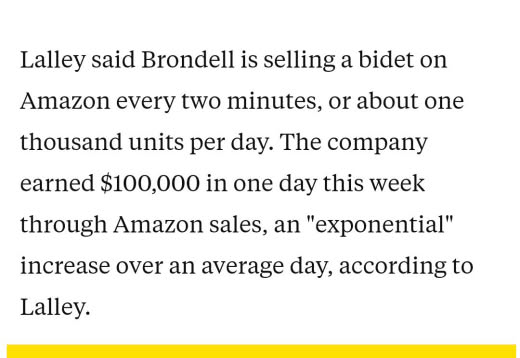 Lalley said Brondell is selling a bidet on
Amazon every two minutes, or about one
thousand units per day. The company
earned $100,000 in one day this week
through Amazon sales, an "exponential"
increase over an average day, according to
Lalley.